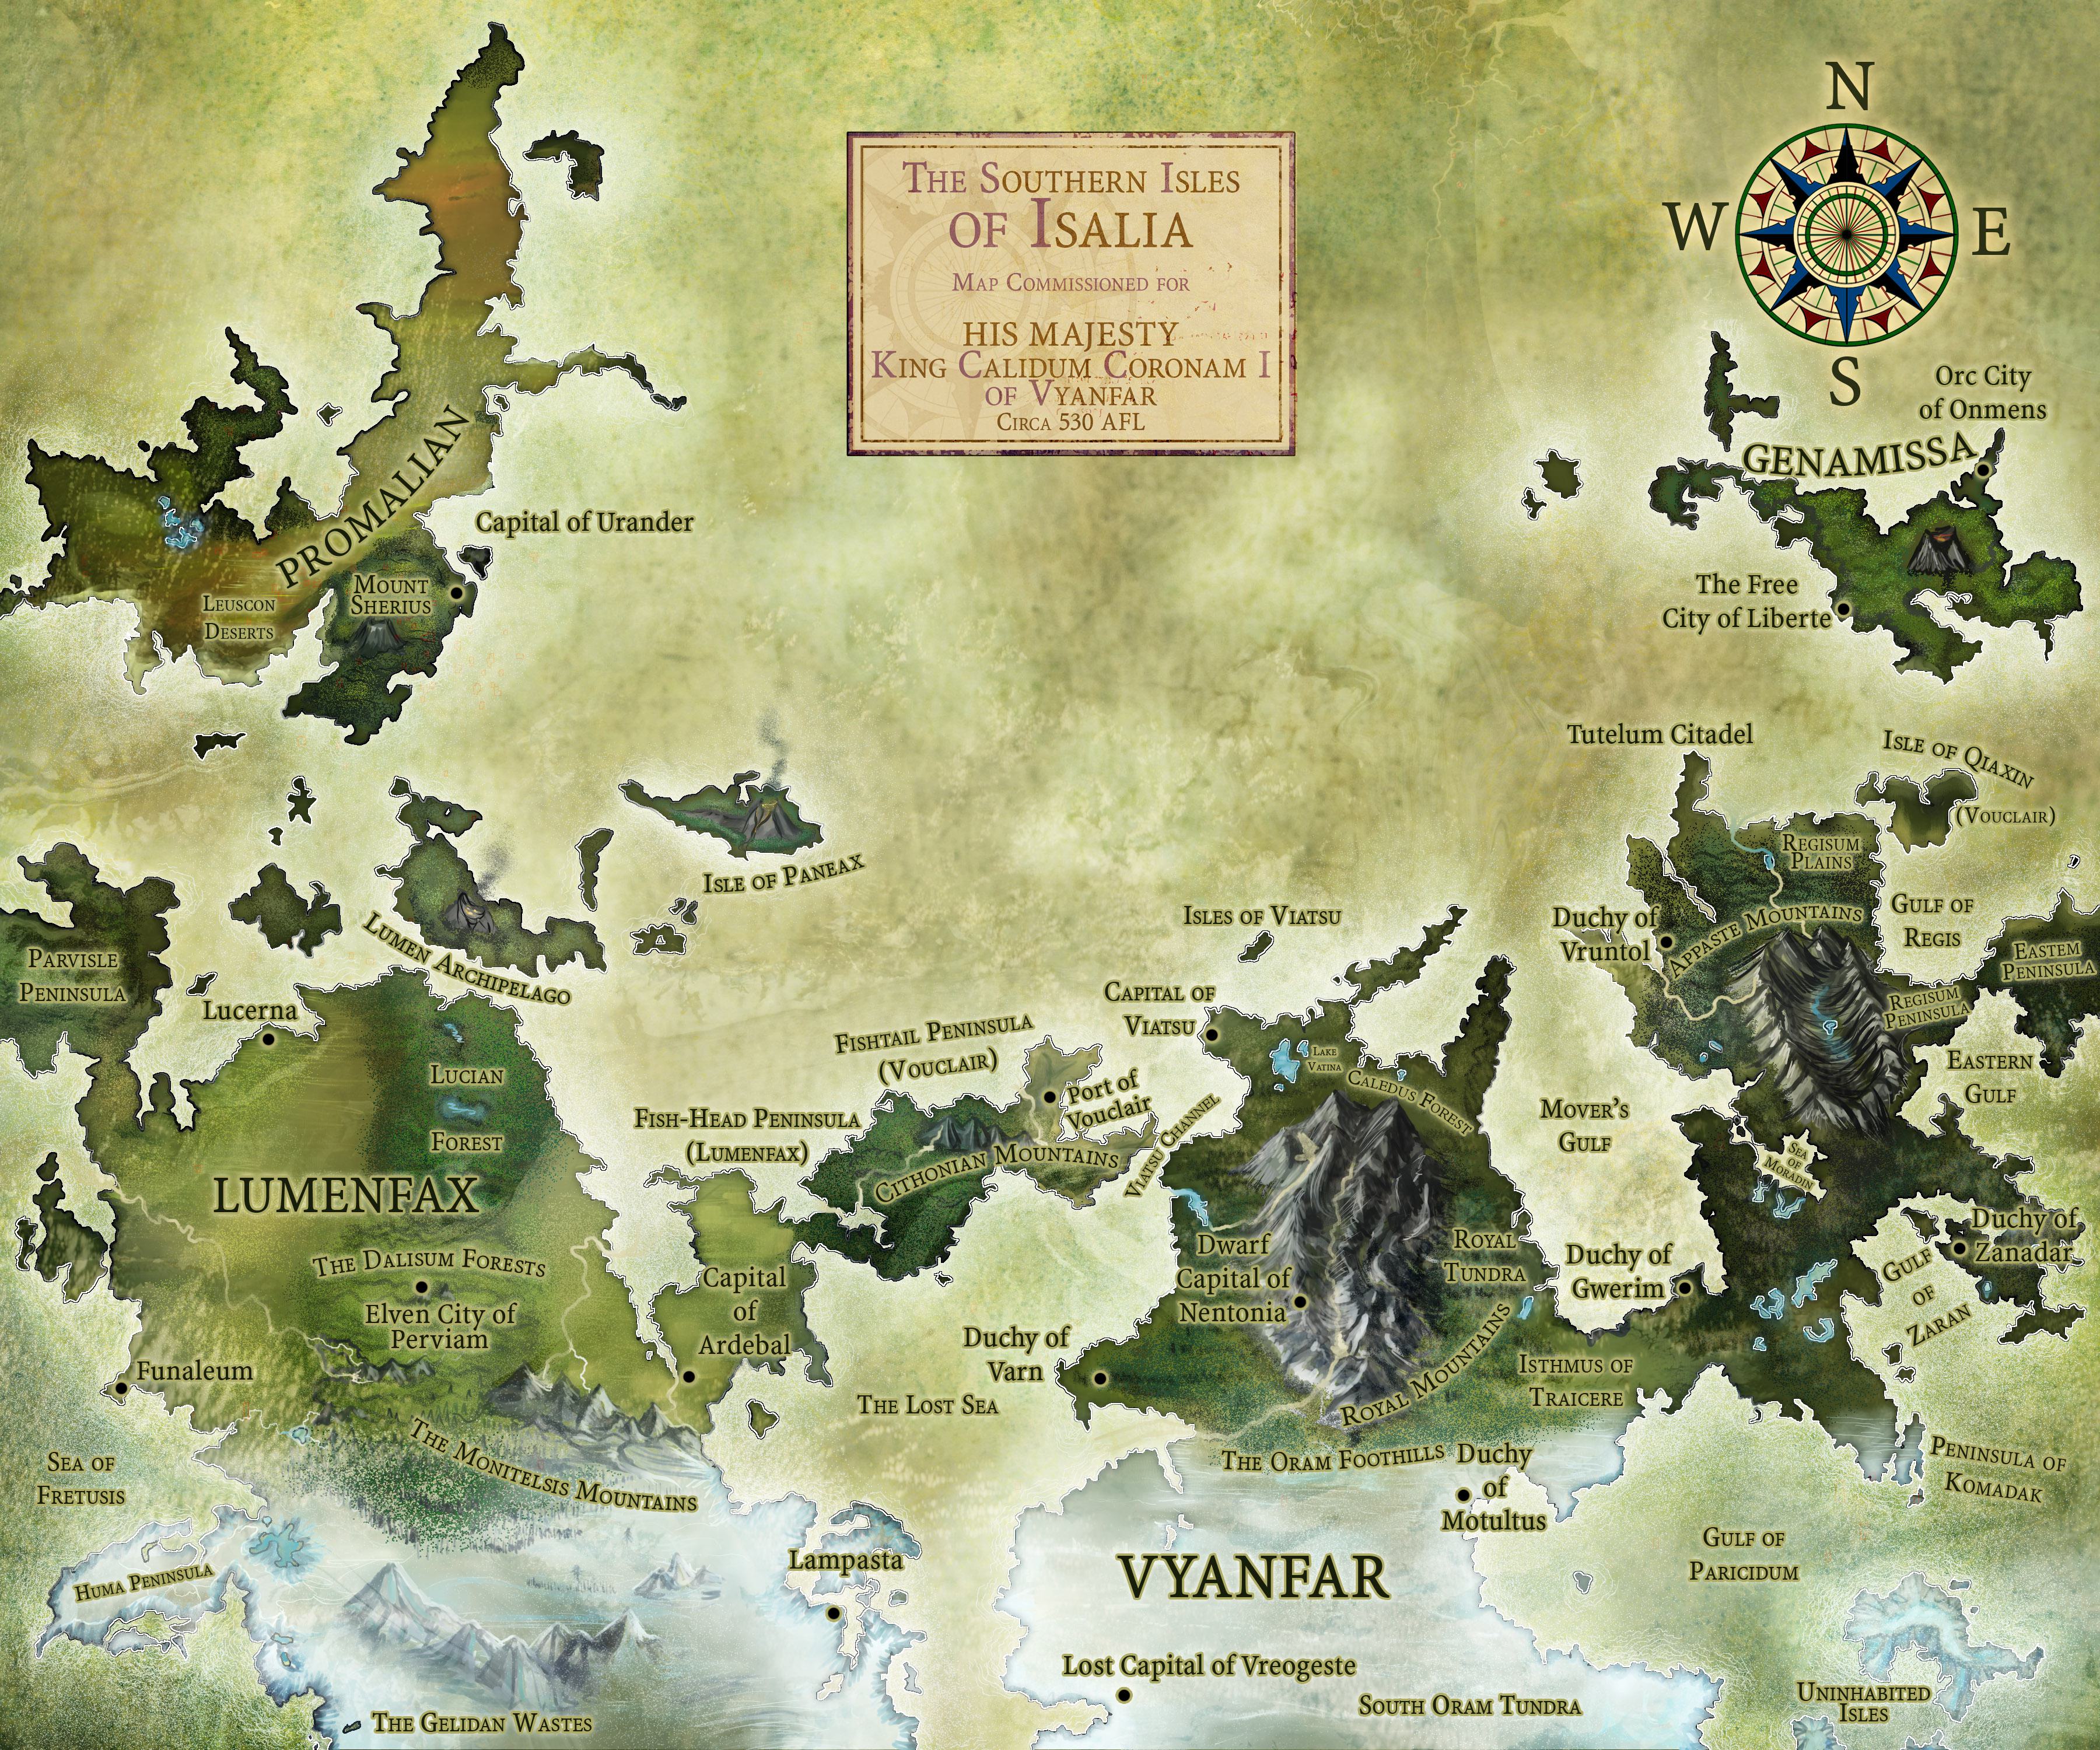 The Southern Isles
of Isalia
Map Commissioned for
HIS MAJESTY
King Calidum Coronam I
of Vyanfar
Circa 530 AFL
N
W
E
S
Orc City
of Onmens
GENAMISSA
The Free
City of Liberte
PROMALIAN
Capital of Urander
Mount
Sherius
Leuscon
Deserts
Tutelum Citadel
Isle of Qiaxin
(Vouclair)
Regisum
Plains
Duchy of
Vruntol
Appaste Mountains
Gulf of
Regis
Eastem
Peninsula
Regisum
Peninsula
Eastern
Gulf
Isle of Paneax
Lumen Archipelago
Parvisle
Peninsula
Lucerna
Lucian
Forest
LUMENFAX
The Dalisum Forests
Elven City of
Perviam
Funaleum
The Monitelsis Mountains
Sea of
Fretusis
Huma Peninsula
The Gelidan Wastes
Lampasta
Fishtail Peninsula
(Vouclair)
Port of
Vouclair
Fish-Head Peninsula
(Lumenfax)
Cithonian Mountains
Viatsu Channel
Capital
of
Ardebal
The Lost Sea
Isles of Viatsu
Capital of
Viatsu
Lake
Vatina
Caledus Forest
Mover's
Gulf
Sea
of
Moradin
Dwarf
Capital of
Nentonia
Royal
Tundra
Royal Mountains
Duchy of
Gwerim
Duchy of
Zanadar
Gulf
of
Zaran
Duchy of
Varn
Isthmus of
Traicere
The Oram Foothills
Duchy
of
Motultus
Peninsula of
Komadak
Gulf of
Paricidum
VYANFAR
Lost Capital of Vreogeste
South Oram Tundra
Uninhabited
Isles